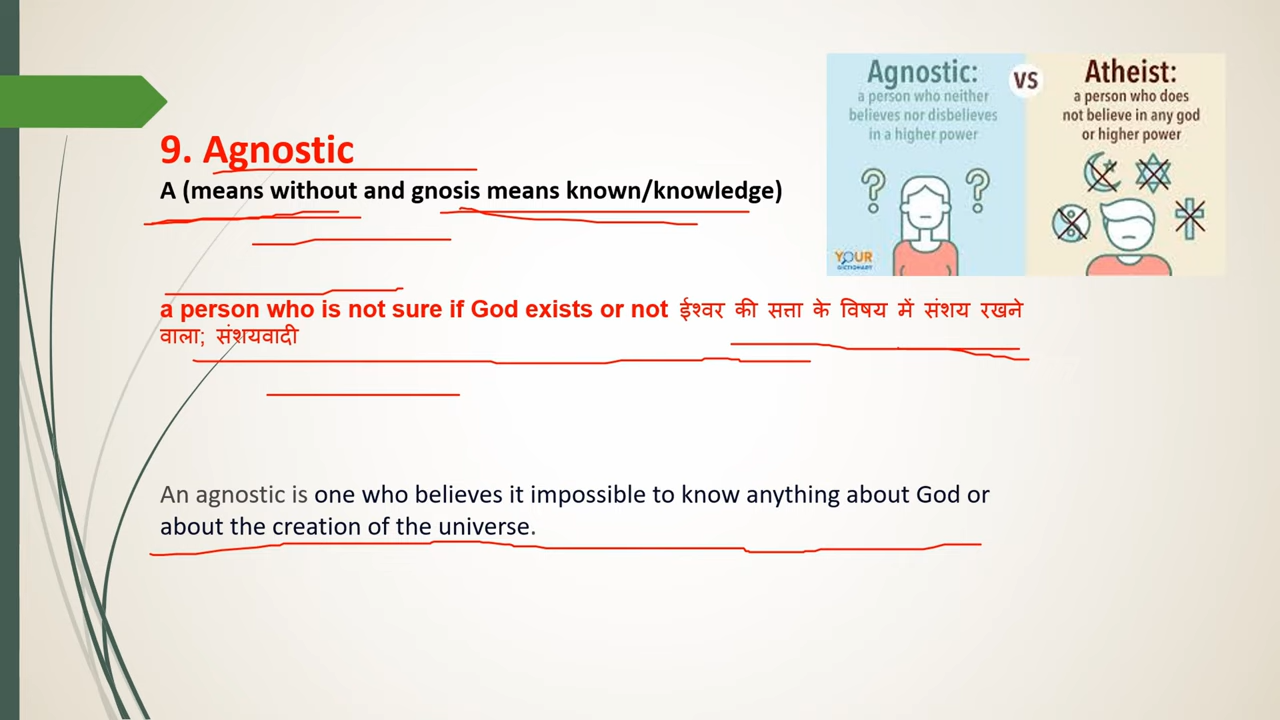 9. Agnostic
A (means without and gnosis means known/knowledge)
a person who is not sure if God exists or not ईश्वर की सत्ता के विषय में संशय रखने
वाला; संशयवादी
An agnostic is one who believes it impossible to know anything about God or
about the creation of the universe.
Agnostic:
a person who neither
believes nor disbelieves
in a higher power
VS
Atheist:
a person who does
not believe in any god
or higher power
YOUR
DICTIONARY